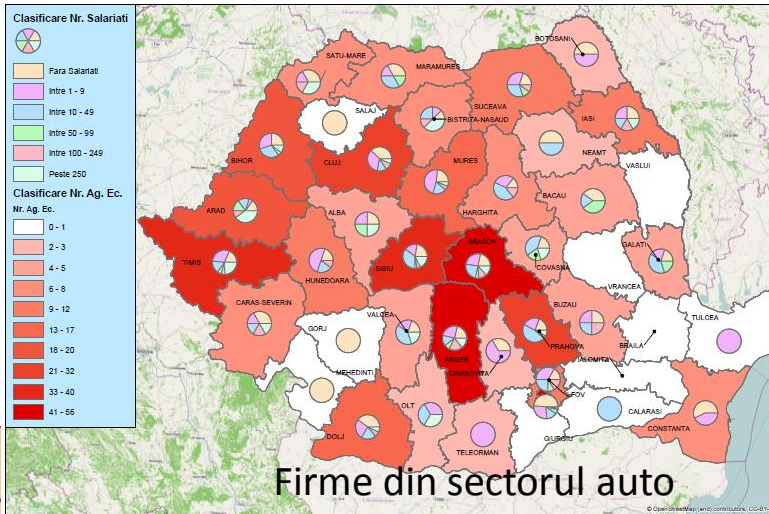 Clasificare Nr. Salariati
Fara Salariati
Intre 1 - 9
Intre 10 - 49
Intre 50 - 99
Intre 100 - 249
Peste 250
Clasificare Nr. Ag. Ec.
Nr. Ag. Ec.
0 - 1
2 - 3
4 - 5
6 - 8
9 - 12
13 - 17
18 - 20
21 - 32
33 - 40
41 - 56
BOTOSANI
SATU-MARE
MARAMURES
SUCEAVA
SALAJ
BISTRITA-NASAUD
IASI
NEAMT
BIHOR
CLUJ
MURES
VASLUI
BACAU
ARAD
ALBA
HARGHITA
BRASOV
GALATI
TIMIS
SIBIU
COVASNA
HUNEDOARA
VRANCEA
CARAS-SEVERIN
BUZAU
VALCEA
TULCEA
GORJ
BRAILA
PRAHOVA
ARGES
IALOMITA
MEHEDINTI
DAMBOVITA
FOV
OLT
CALARASI
CONSTANTA
DOLJ
GIURGIU
TELEORMAN
Firme din sectorul auto
© OpenStreetMap (and) contributors, CC-BY-